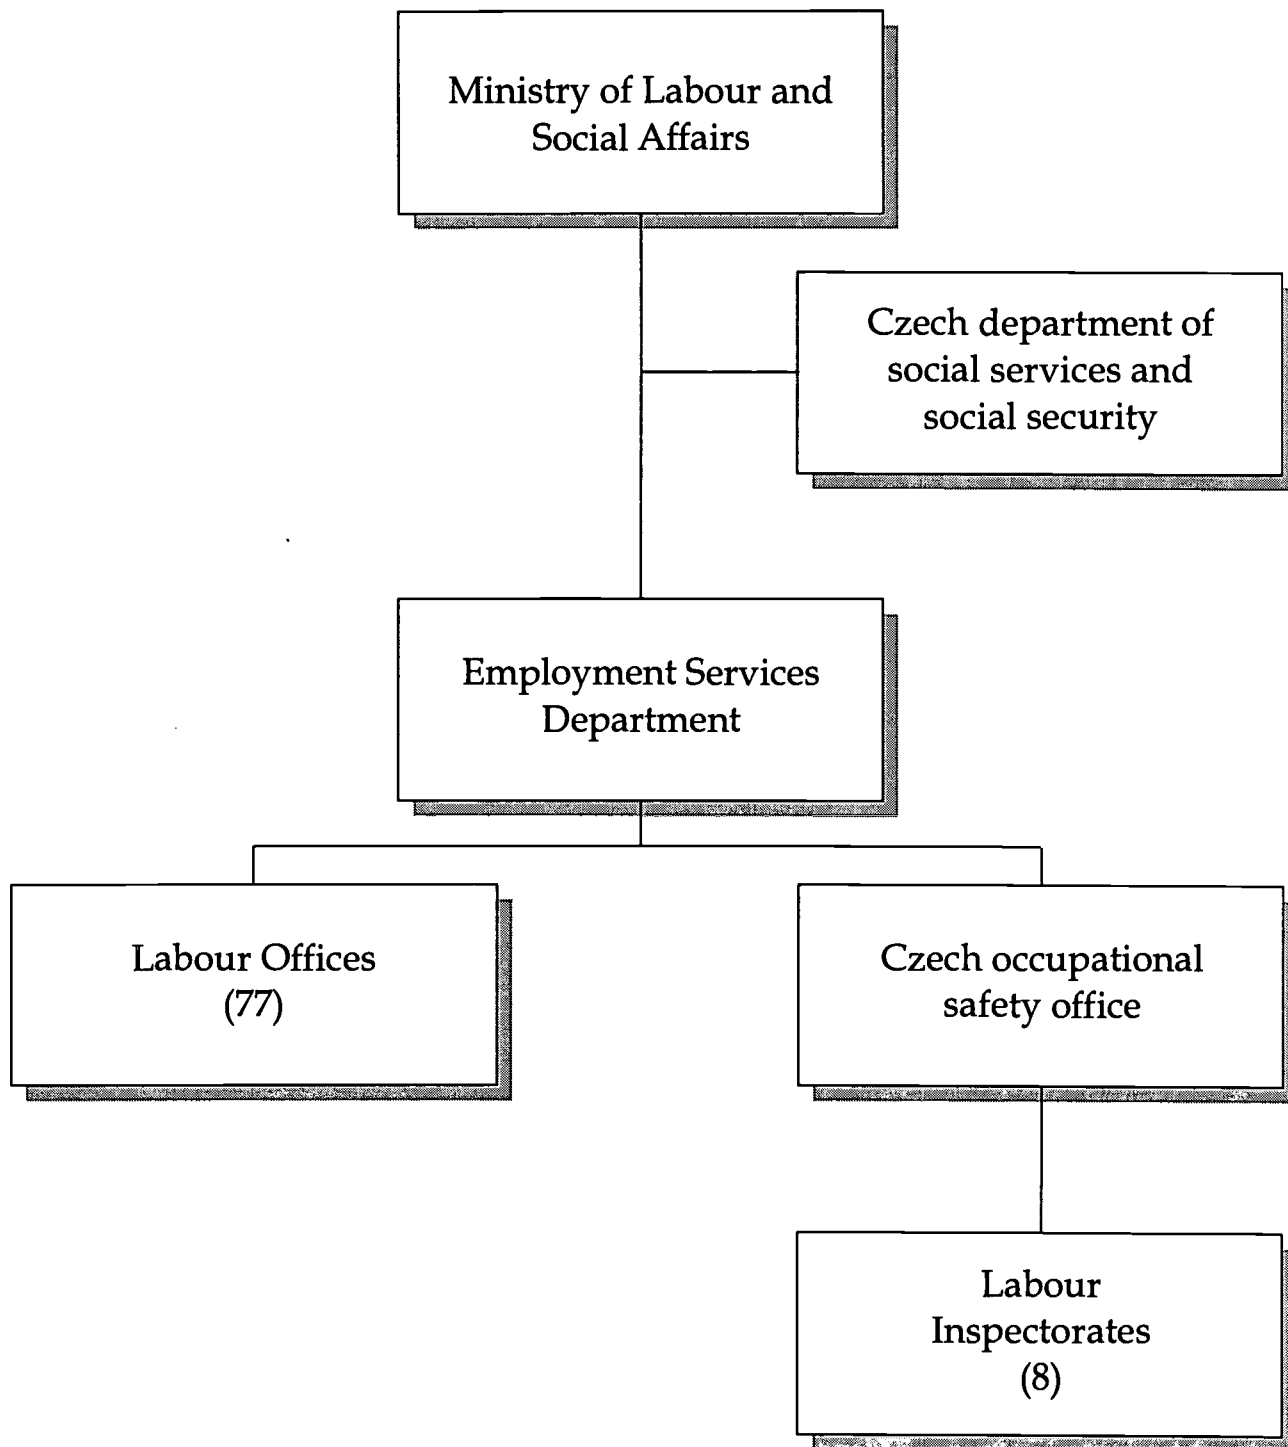 Ministry of Labour and
Social Affairs
Czech department of
social services and
social security
Employment Services
Department
Labour Offices
(77)
Czech occupational
safety office
Labour
Inspectorates
(8)